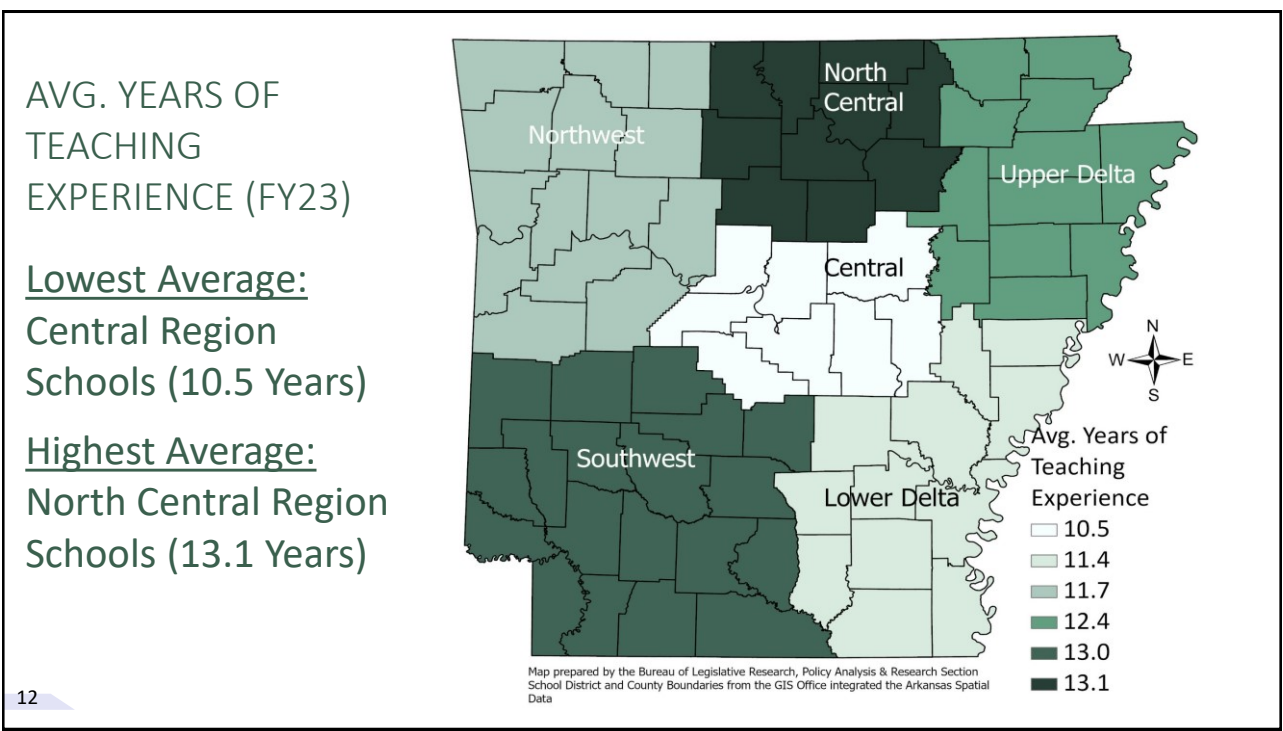 AVG. YEARS OF
TEACHING
EXPERIENCE (FY23)
Lowest Average:
Central Region
Schools (10.5 Years)
Highest Average:
North Central Region
Schools (13.1 Years)
North
Central
Northwest
Upper Delta
Central
Southwest
Lower Delta
N
W E
S
Avg. Years of
Teaching
Experience
10.5
11.4
11.7
12.4
13.0
13.1
Map prepared by the Bureau of Legislative Research, Policy Analysis & Research Section
School District and County Boundaries from the GIS Office integrated the Arkansas Spatial
Data
12